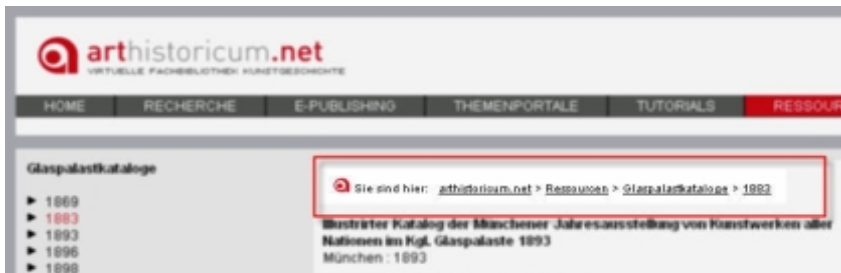 arthistoricum.net
VIRTUELLE FACHBIBLIOTHEK KUNSTGESCHICHTE
HOME RECHERCHE E-PUBLISHING THEMENPORTALE TUTORIALS RESSOUR
Glaspalastkataloge
1869
1883
1893
1896
1898
Sie sind hier: arthistoricum.net > Ressourcen > Glaspalastkataloge > 1883
Illustrirter Katalog der Münchener Jahresausstellung von Kunstwerken aller
Nationen im Kgl. Glaspalaste 1893
München : 1893